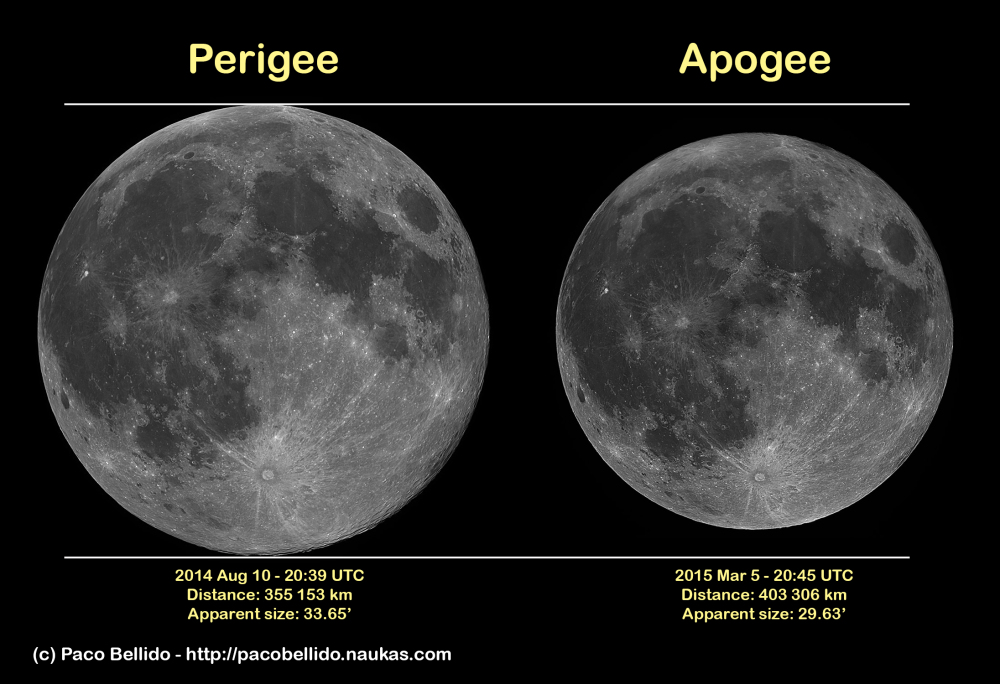 Perigee
Apogee
2014 Aug 10 - 20:39 UTC
Distance: 355 153 km
Apparent size: 33.65’
2015 Mar 5 - 20:45 UTC
Distance: 403 306 km
Apparent size: 29.63’
(c) Paco Bellido - http://pacobellido.naukas.com